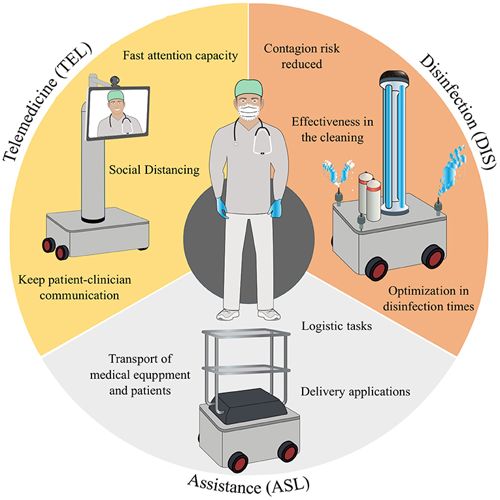 Telemedicine (TEL)
Fast attention capacity
Social Distancing
Keep patient-clinician
communication
Disinfection (DIS)
Contagion risk
reduced
Effectiveness in
the cleaning
Optimization in
disinfection times
Logistic tasks
Transport of
medical equppment
and patients
Delivery applications
Assistance (ASL)